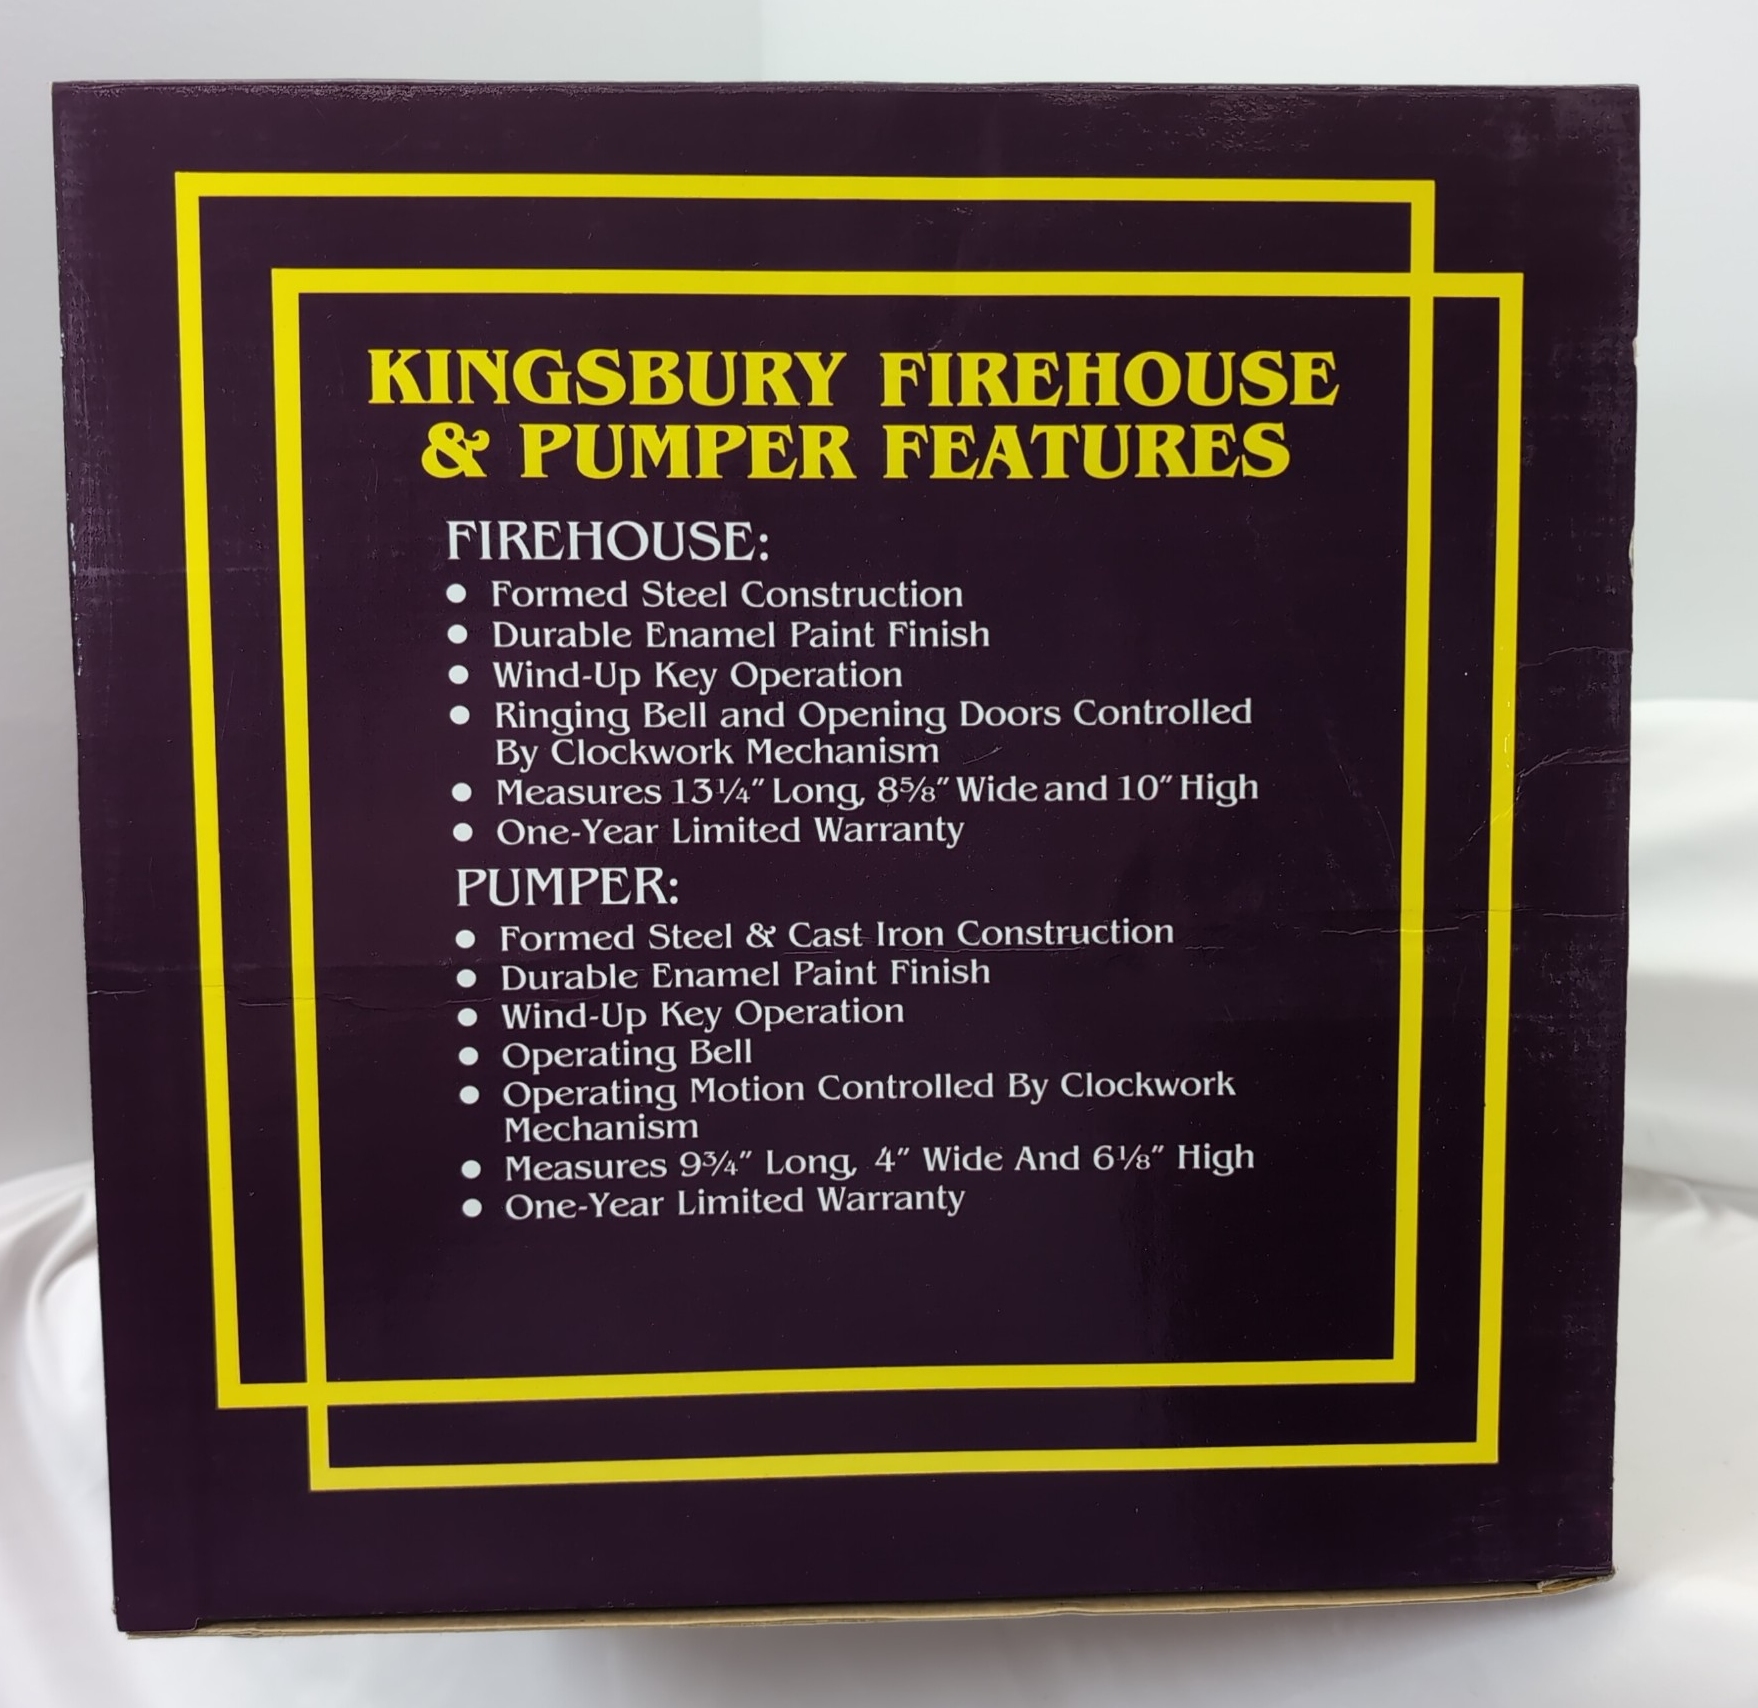 KINGSBURY FIREHOUSE
& PUMPER FEATURES
FIREHOUSE:
● Formed Steel Construction
● Durable Enamel Paint Finish
● Wind-Up Key Operation
● Ringing Bell and Opening Doors Controlled
By Clockwork Mechanism
● Measures 13¼″ Long, 8⅝″ Wide and 10″ High
● One-Year Limited Warranty
PUMPER:
● Formed Steel & Cast Iron Construction
● Durable Enamel Paint Finish
● Wind-Up Key Operation
● Operating Bell
● Operating Motion Controlled By Clockwork
Mechanism
● Measures 9¾″ Long, 4″ Wide And 6⅛″ High
● One-Year Limited Warranty